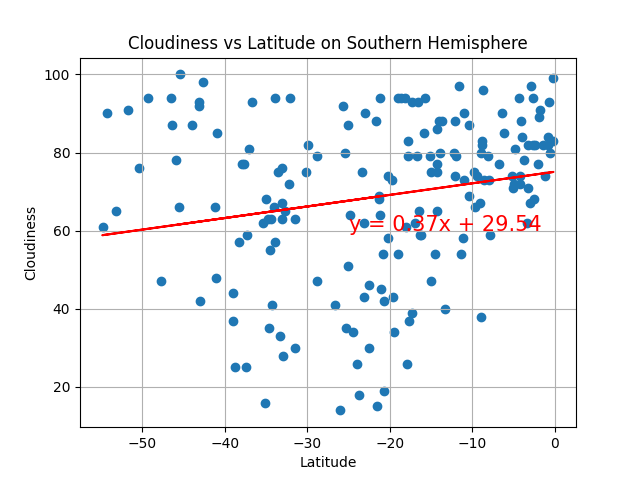 Cloudiness vs Latitude on Southern Hemisphere
100
80
60
40
20
Cloudiness
y = 0.37x + 29.54
−50 −40 −30 −20 −10 0
Latitude